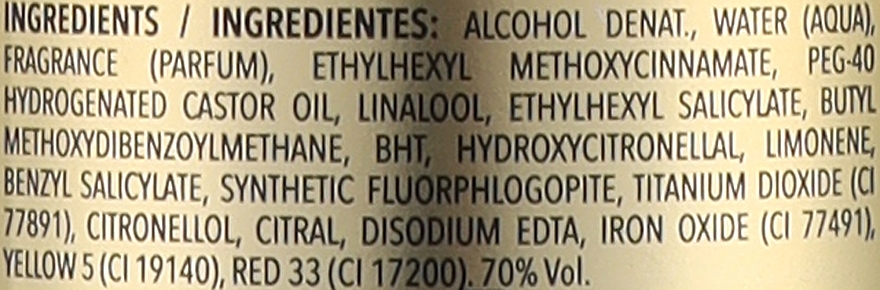 INGREDIENTS / INGREDIENTES: ALCOHOL DENAT., WATER (AQUA),
FRAGRANCE (PARFUM), ETHYLHEXYL METHOXYCINNAMATE, PEG-40
HYDROGENATED CASTOR OIL, LINALOOL, ETHYLHEXYL SALICYLATE, BUTYL
METHOXYDIBENZOYLMETHANE, BHT, HYDROXYCITRONELLAL, LIMONENE,
BENZYL SALICYLATE, SYNTHETIC FLUORPHLOGOPITE, TITANIUM DIOXIDE (CI
77891), CITRONELLOL, CITRAL, DISODIUM EDTA, IRON OXIDE (CI 77491),
YELLOW 5 (CI 19140), RED 33 (CI 17200). 70% Vol.